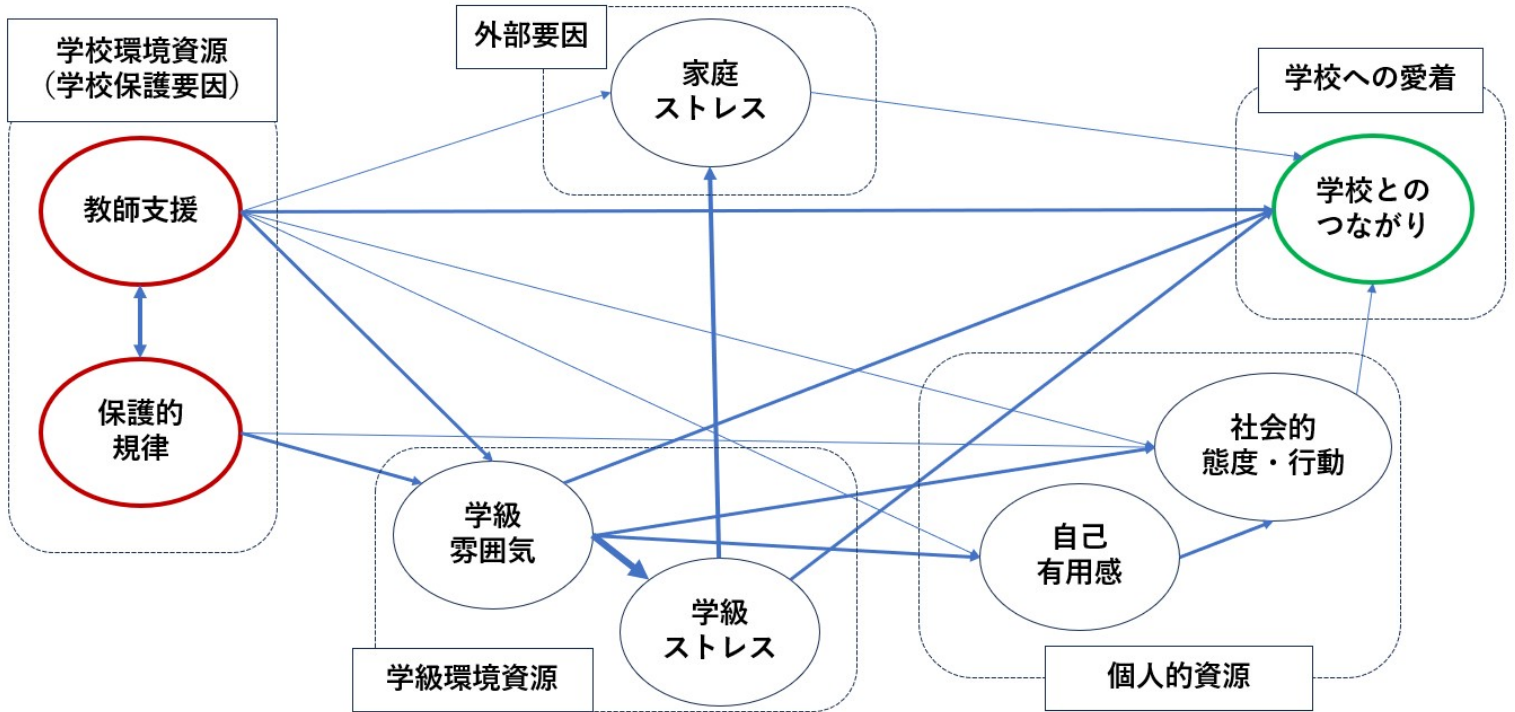 学校環境資源
（学校保護要因）
教師支援
保護的
規律
外部要因
家庭
ストレス
学校への愛着
学校との
つながり
学級
雰囲気
学級
ストレス
学級環境資源
社会的
態度・行動
自己
有用感
個人的資源